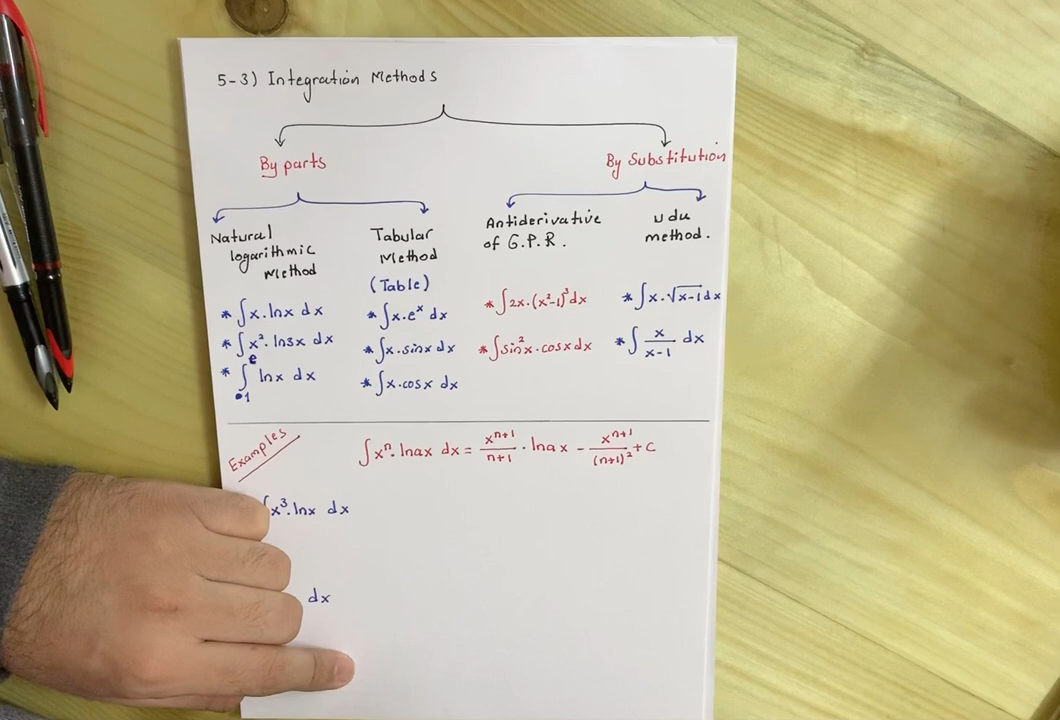 5-3) Integration Methods
By parts
By Substitution
Natural logarithmic Method
Tabular Method (Table)
Antiderivative of G.P.R.
u du method.
* ∫x.lnx dx
* ∫x².ln3x dx
* ∫₁ᵉ lnx dx
* ∫x.eˣ dx
* ∫x.sinx dx
* ∫x.cosx dx
* ∫2x.(x²-1)³dx
* ∫sin²x.cosx dx
* ∫x.√(x-1) dx
* ∫ x/(x-1) dx
Examples
∫xⁿ. lnax dx = xⁿ⁺¹/(n+1) . lnax - xⁿ⁺¹/(n+1)² + C
∫x³.lnx dx
dx